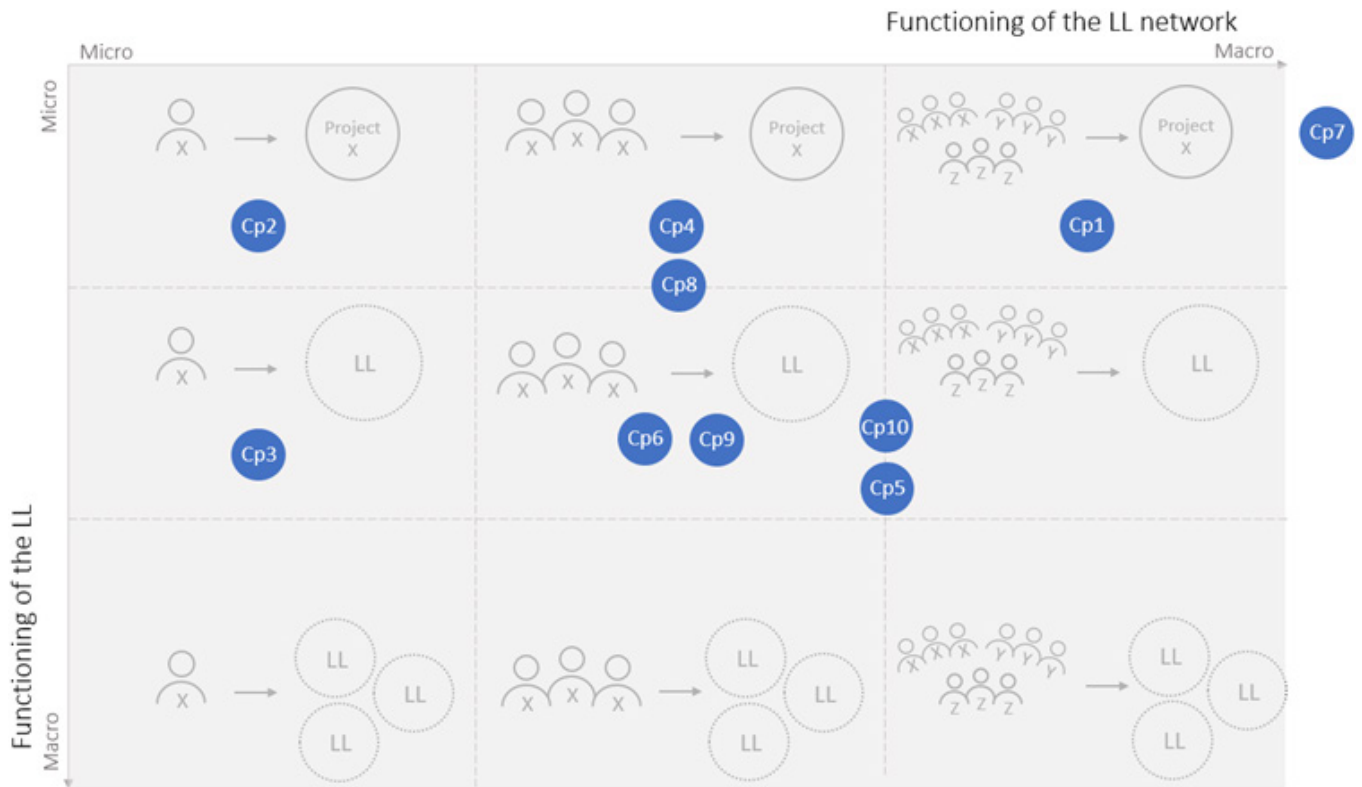 Functioning of the LL network
Micro
Macro
Micro
X
Project
X
X X X
Project
X
X X X Y Y Y
Z Z Z
Project
X
Cp7
Cp2
Cp4
Cp1
Cp8
X
LL
X X X
LL
X X X Y Y Y
Z Z Z
LL
Cp3
Cp6
Cp9
Cp10
Cp5
Functioning of the LL
Macro
X
LL
LL
LL
X X X
LL
LL
LL
X X X Y Y Y
Z Z Z
LL
LL
LL